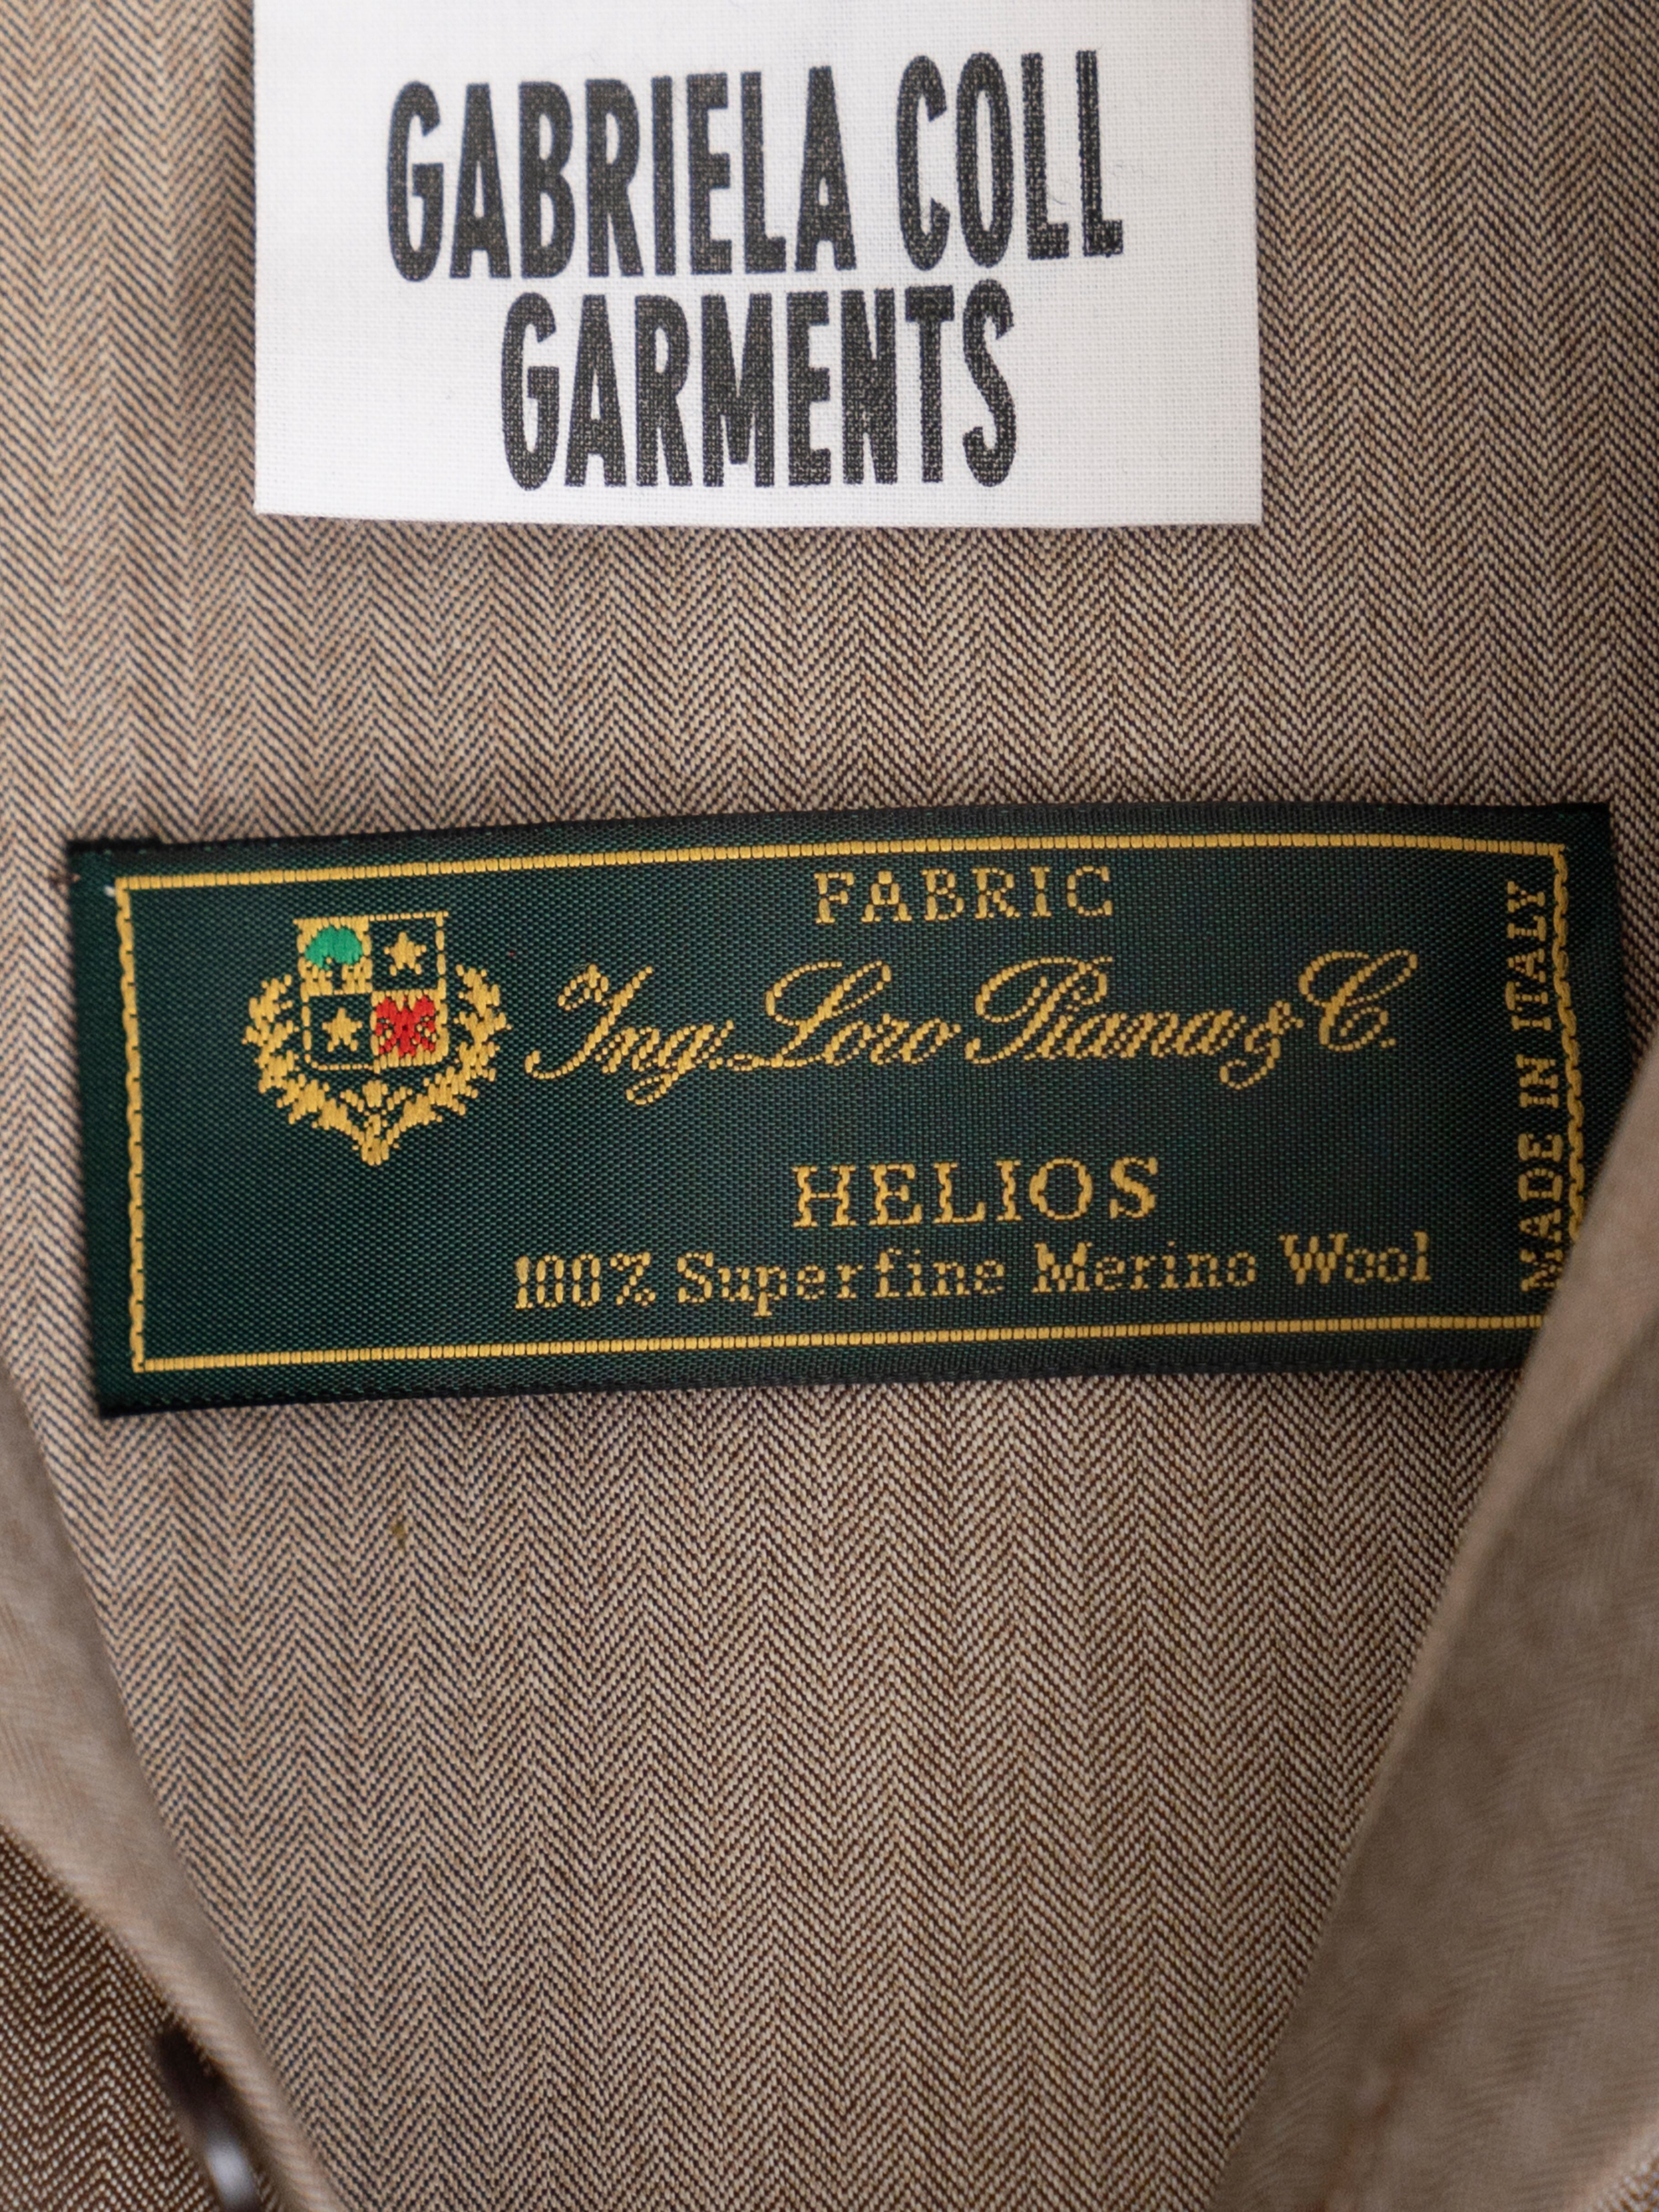 GABRIELA COLL
GARMENTS
FABRIC
Ing. Loro Piana & C.
HELIOS
100% Superfine Merino Wool
MADE IN ITALY